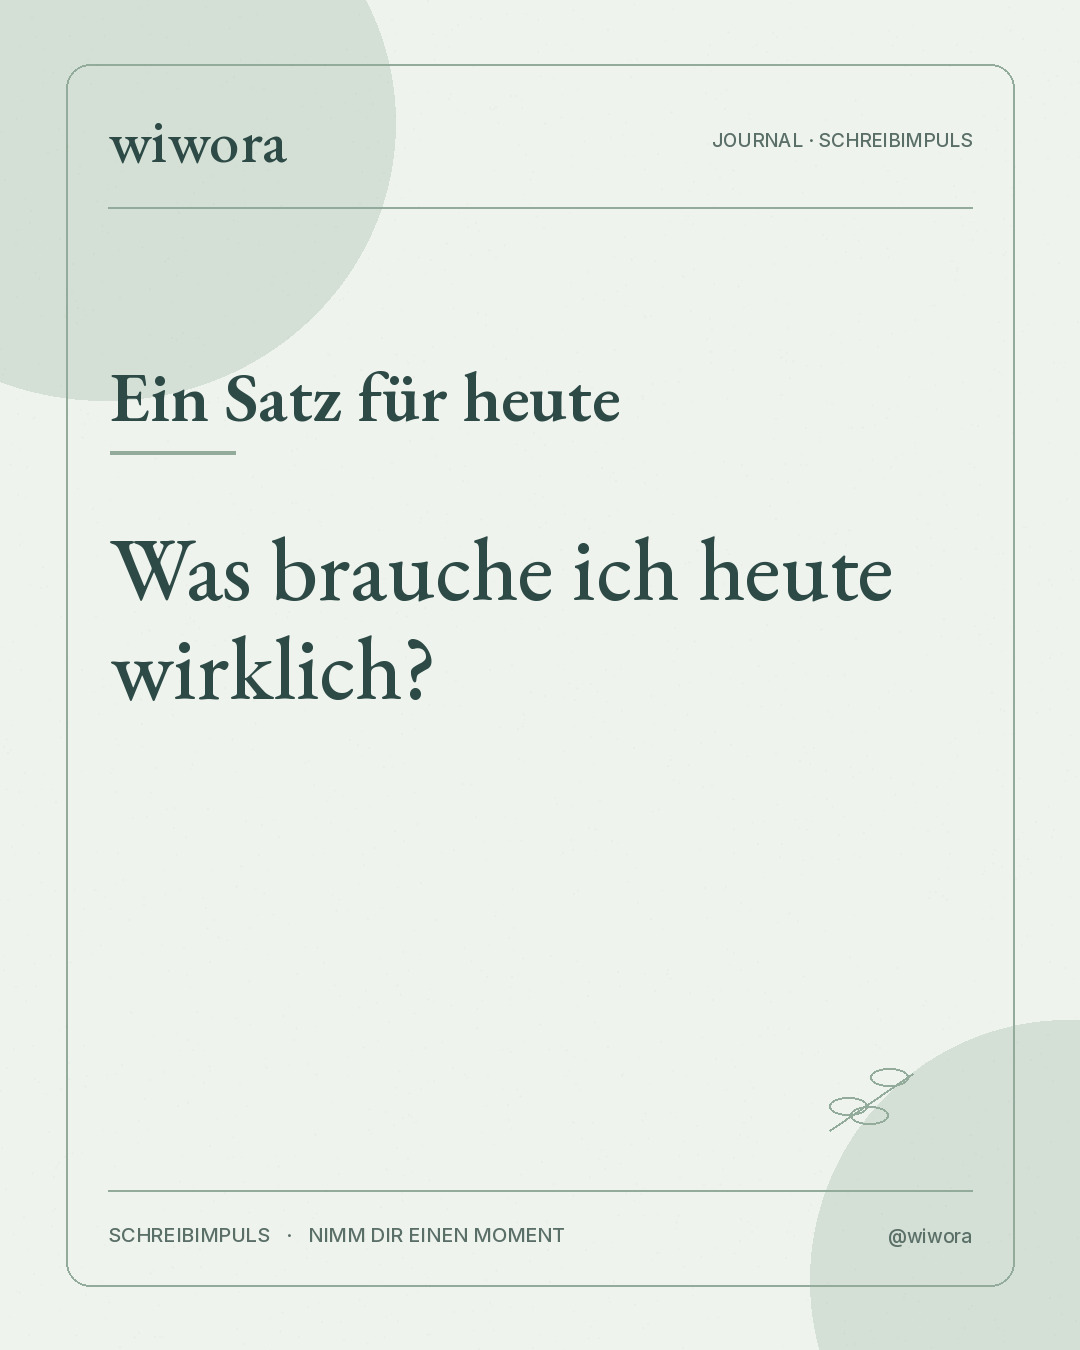 wiwora
JOURNAL · SCHREIBIMPULS
Ein Satz für heute
Was brauche ich heute
wirklich?
SCHREIBIMPULS · NIMM DIR EINEN MOMENT
@wiwora